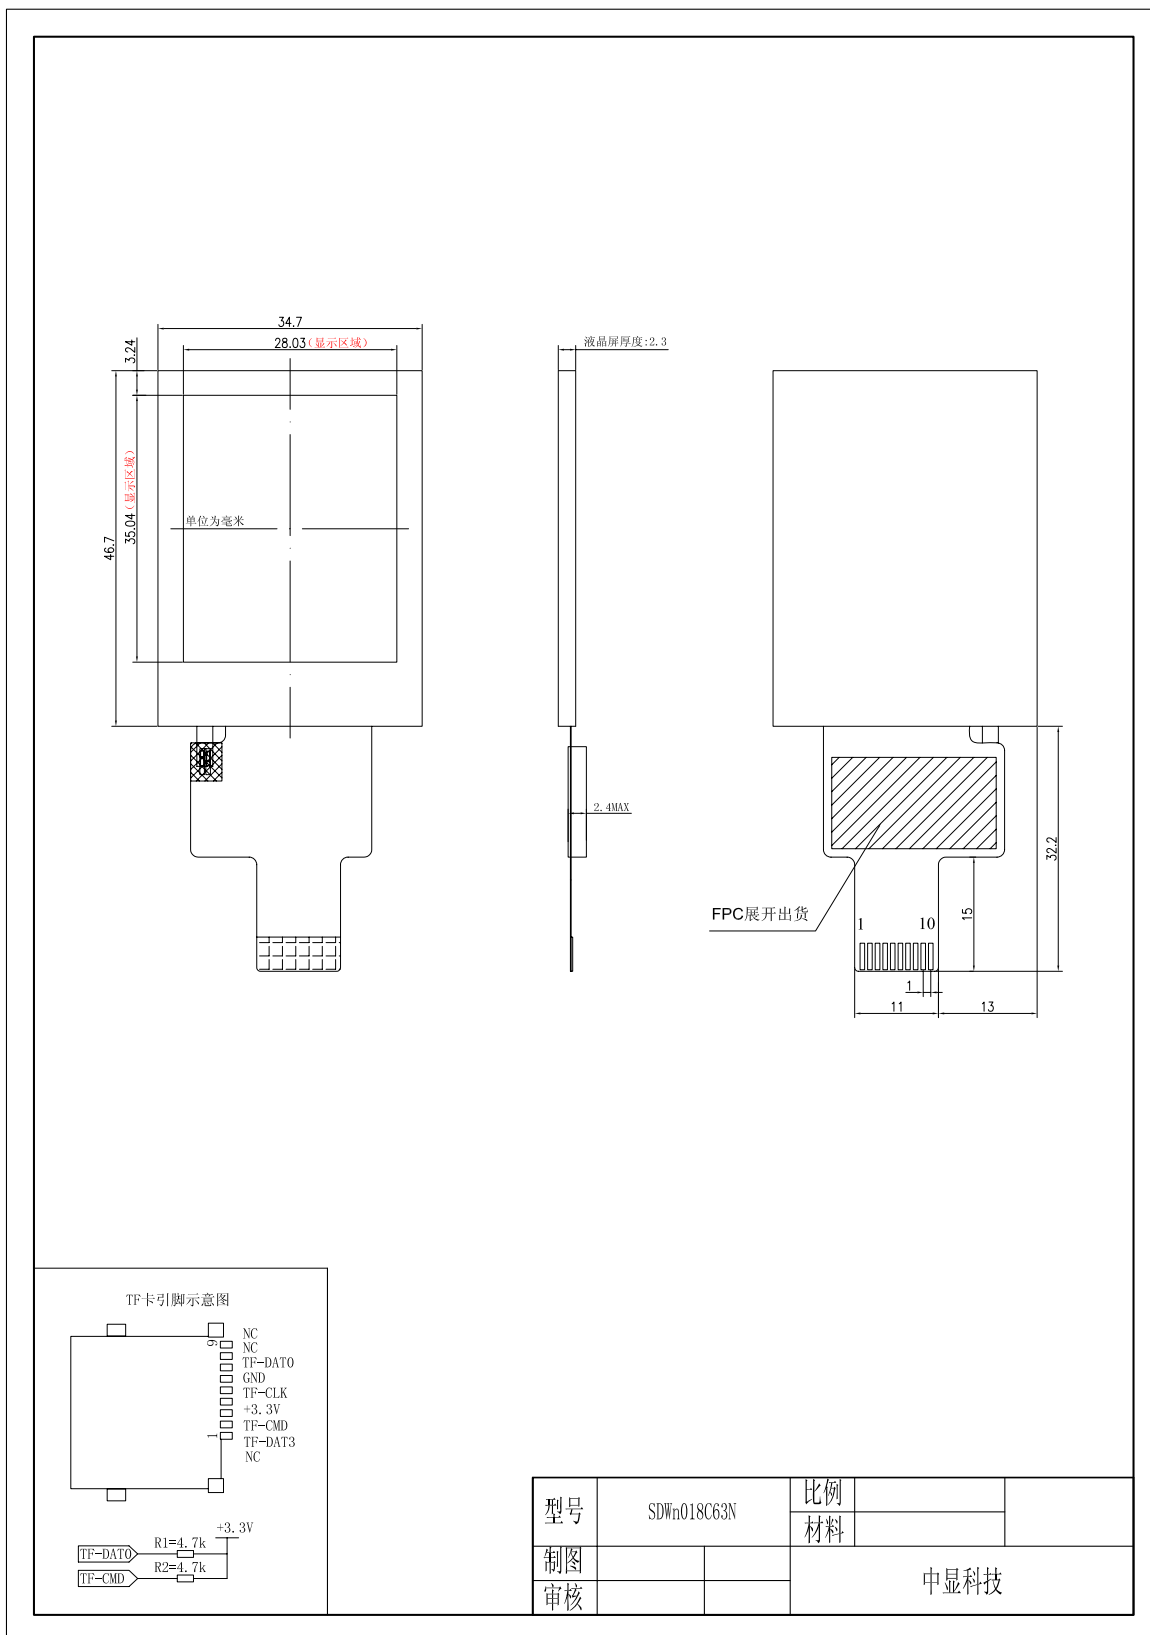 34.7
28.03(显示区域)
3.24
35.04(显示区域)
46.7
单位为毫米
液晶屏厚度:2.3
2.4MAX
FPC展开出货
1
10
15
32.2
1
11
13
TF卡引脚示意图
9
1
NC
NC
TF-DAT0
GND
TF-CLK
+3.3V
TF-CMD
TF-DAT3
NC
+3.3V
TF-DAT0
R1=4.7k
TF-CMD
R2=4.7k
型号
SDWn018C63N
比例
材料
制图
审核
中显科技